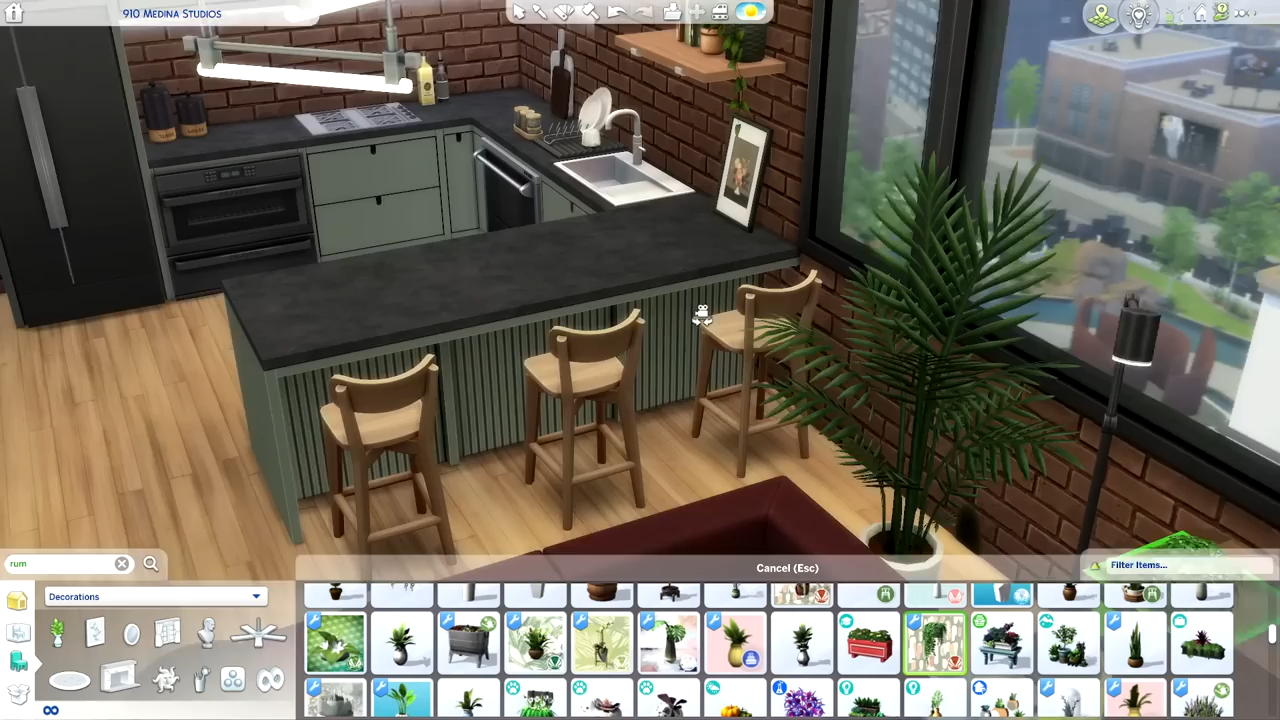 910 Medina Studios
rum
Cancel (Esc)
Filter Items...
Decorations